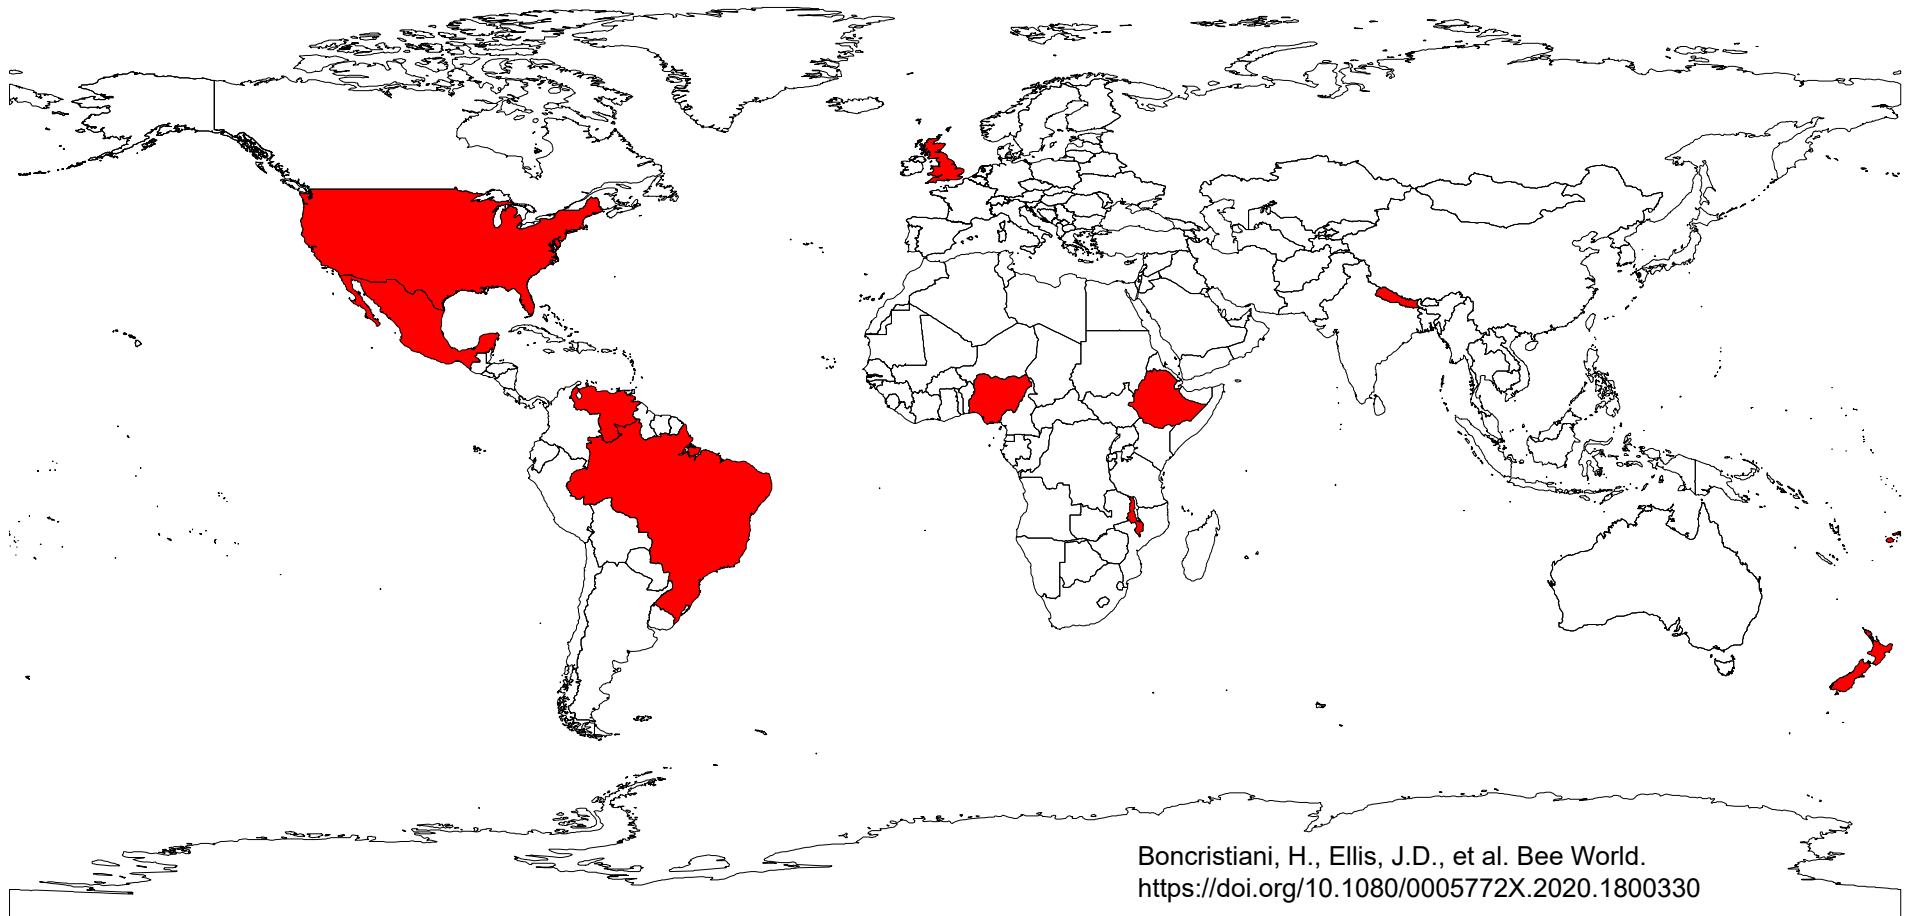 Boncristiani, H., Ellis, J.D., et al. Bee World.
https://doi.org/10.1080/0005772X.2020.1800330